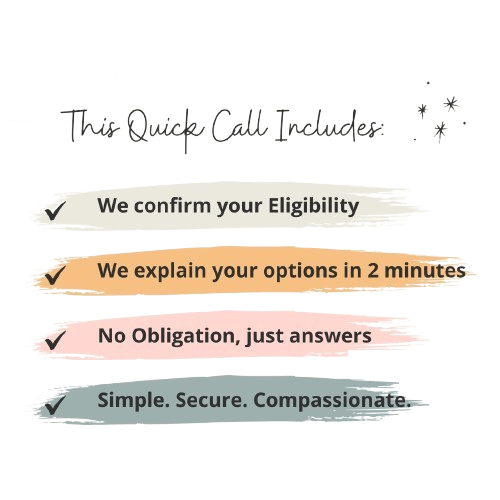 This Quick Call Includes:
We confirm your Eligibility
We explain your options in 2 minutes
No Obligation, just answers
Simple. Secure. Compassionate.